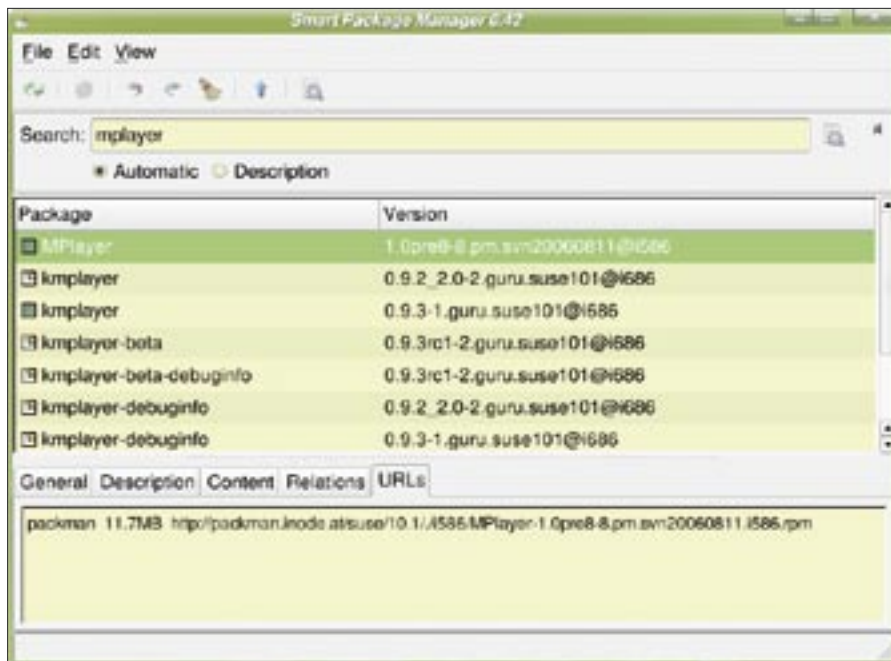 Smart Package Manager 0.42
File Edit View
Search: mplayer
Automatic Description
Package Version
MPlayer 1.0pre8-8.pm.svn20060811@i586
kmplayer 0.9.2_2.0-2.guru.suse101@i686
kmplayer 0.9.3-1.guru.suse101@i686
kmplayer-beta 0.9.3rc1-2.guru.suse101@i686
kmplayer-beta-debuginfo 0.9.3rc1-2.guru.suse101@i686
kmplayer-debuginfo 0.9.2_2.0-2.guru.suse101@i686
kmplayer-debuginfo 0.9.3-1.guru.suse101@i686
General Description Content Relations URLs
packman 11.7MB http://packman.inode.at/suse/10.1/./i586/MPlayer-1.0pre8-8.pm.svn20060811.i586.rpm